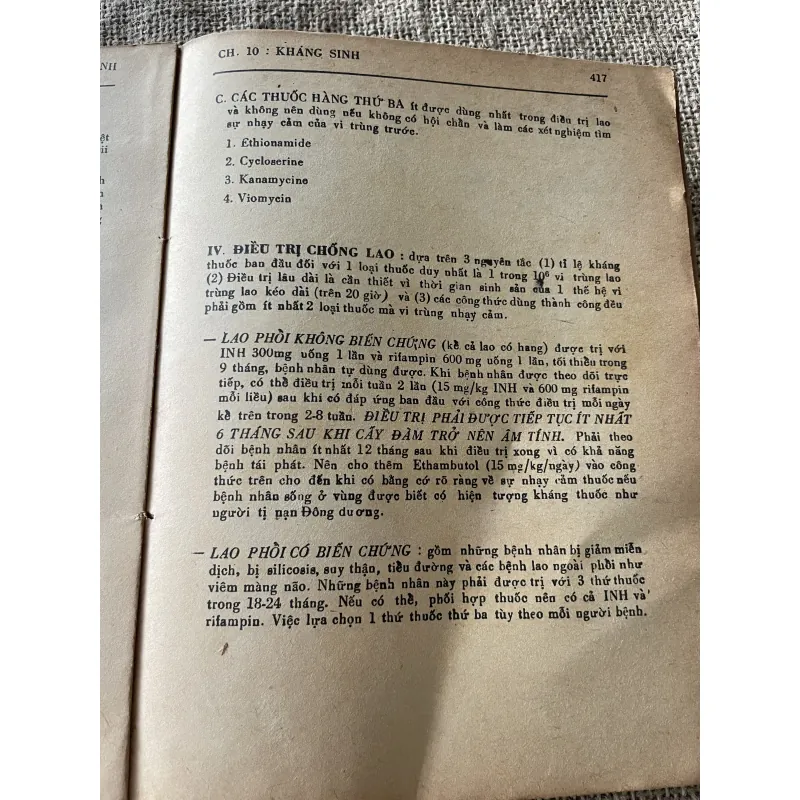 NH
ệt
ií
h
n
a
g
CH. 10 : KHÁNG SINH
417
C. CÁC THUỐC HÀNG THỨ BA ít được dùng nhất trong điều trị lao
và không nên dùng nếu không có hội chẩn và làm các xét nghiệm tìm
sự nhạy cảm của vi trùng trước.
1. Ethionamide
2. Cycloserine
3. Kanamycine
4. Viomycin
IV. ĐIỀU TRỊ CHỐNG LAO : dựa trên 3 nguyên tắc (1) tỉ lệ kháng
thuốc ban đầu đối với 1 loại thuốc duy nhất là 1 trong 10⁶ vi trùng lao
(2) Điều trị lâu dài là cần thiết vì thời gian sinh sản của 1 thế hệ vi
trùng lao kéo dài (trên 20 giờ) và (3) các công thức dùng thành công đều
phải gồm ít nhất 2 loại thuốc mà vi trùng nhạy cảm.
— LAO PHỔI KHÔNG BIẾN CHỨNG (kể cả lao có hang) được trị với
INH 300mg uống 1 lần và rifampin 600 mg uống 1 lần, tối thiểu trong
9 tháng, bệnh nhân tự dùng được. Khi bệnh nhân được theo dõi trực
tiếp, có thể điều trị mỗi tuần 2 lần (15 mg/kg INH và 600 mg rifampin
mỗi liều) sau khi có đáp ứng ban đầu với công thức điều trị mỗi ngày
kể trên trong 2-8 tuần. ĐIỀU TRỊ PHẢI ĐƯỢC TIẾP TỤC ÍT NHẤT
6 THÁNG SAU KHI CẤY ĐÀM TRỞ NÊN ÂM TÍNH. Phải theo
dõi bệnh nhân ít nhất 12 tháng sau khi điều trị xong vì có khả năng
bệnh tái phát. Nên cho thêm Ethambutol (15 mg/kg/ngày) vào công
thức trên cho đến khi có bằng cớ rõ ràng về sự nhạy cảm thuốc nếu
bệnh nhân sống ở vùng được biết có hiện tượng kháng thuốc như
người tị nạn Đông dương.
— LAO PHỔI CÓ BIẾN CHỨNG : gồm những bệnh nhân bị giảm miễn
dịch, bị silicosis, suy thận, tiểu đường và các bệnh lao ngoài phổi như
viêm màng não. Những bệnh nhân này phải được trị với 3 thứ thuốc
trong 18-24 tháng. Nếu có thể, phối hợp thuốc nên có cả INH và
rifampin. Việc lựa chọn 1 thứ thuốc thứ ba tùy theo mỗi người bệnh.